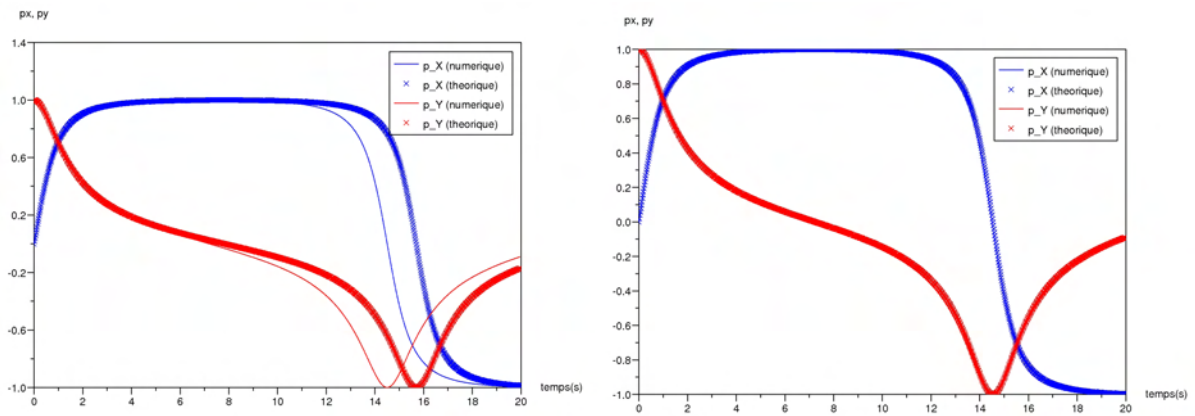 px, py
1.4
1.0
0.6
0.2
-0.2
-0.6
-1.0
0 2 4 6 8 10 12 14 16 18 20
temps(s)
p_X (numerique)
p_X (theorique)
p_Y (numerique)
p_Y (theorique)
px, py
1.0
0.8
0.6
0.4
0.2
0.0
-0.2
-0.4
-0.6
-0.8
-1.0
0 2 4 6 8 10 12 14 16 18 20
temps(s)
p_X (numerique)
p_X (théorique)
p_Y (numerique)
p_Y (theorique)